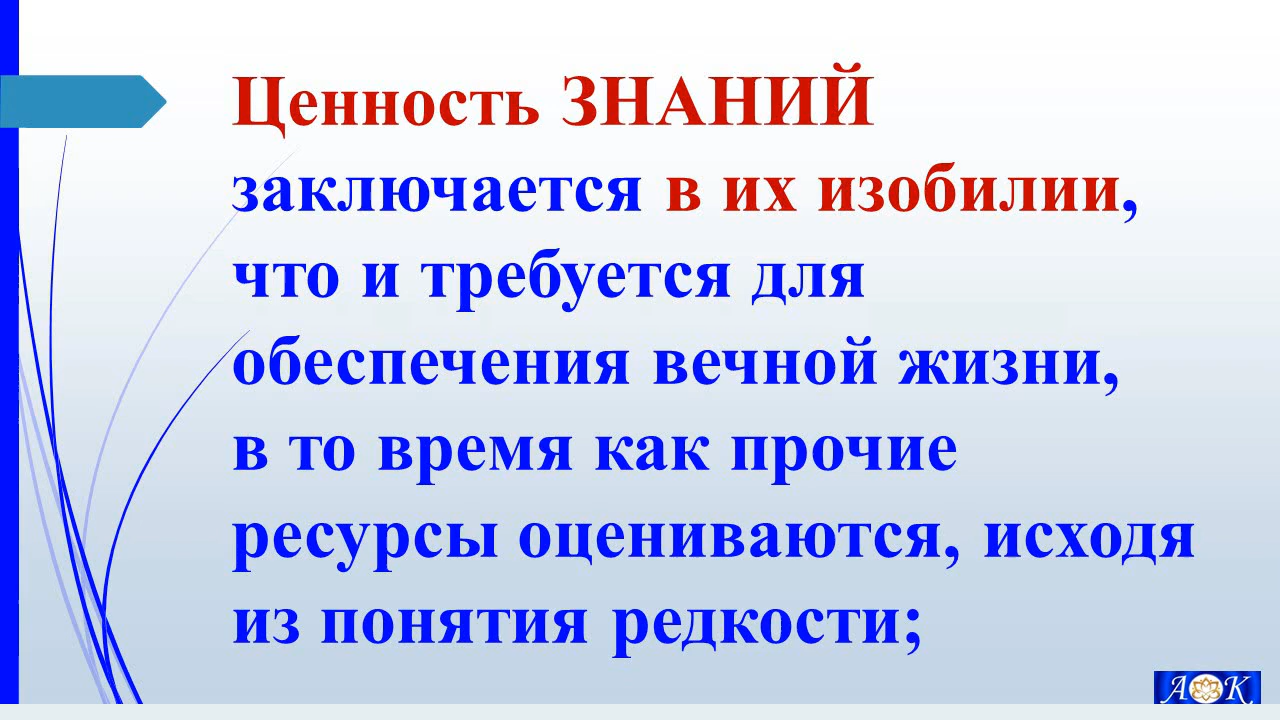 Ценность ЗНАНИЙ
заключается в их изобилии,
что и требуется для
обеспечения вечной жизни,
в то время как прочие
ресурсы оцениваются, исходя
из понятия редкости;
А К